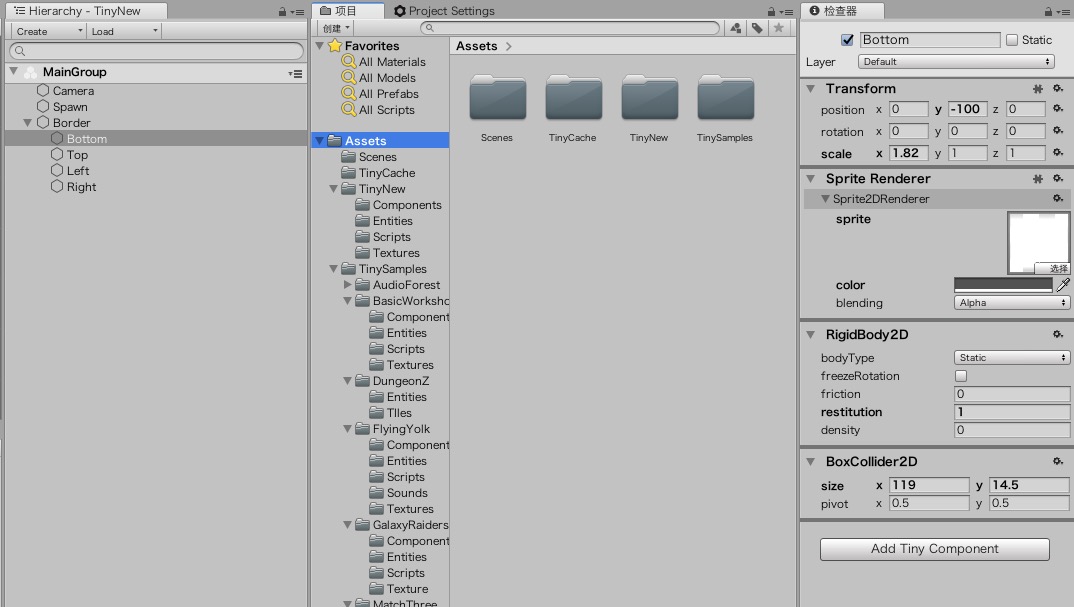 Hierarchy - TinyNew
Create
Load
MainGroup
Camera
Spawn
Border
Bottom
Top
Left
Right
项目
Project Settings
创建
Favorites
All Materials
All Models
All Prefabs
All Scripts
Assets
Scenes
TinyCache
TinyNew
Components
Entities
Scripts
Textures
TinySamples
AudioForest
BasicWorksho
Component
Entities
Scripts
Textures
DungeonZ
Entities
TIles
FlyingYolk
Component
Entities
Scripts
Sounds
Textures
GalaxyRaiders
Component
Entities
Scripts
Texture
MatchThree
Assets
Scenes
TinyCache
TinyNew
TinySamples
检查器
Bottom
Static
Layer
Default
Transform
position x 0 y -100 z 0
rotation x 0 y 0 z 0
scale x 1.82 y 1 z 1
Sprite Renderer
Sprite2DRenderer
sprite
选择
color
blending
Alpha
RigidBody2D
bodyType
Static
freezeRotation
friction 0
restitution 1
density 0
BoxCollider2D
size x 119 y 14.5
pivot x 0.5 y 0.5
Add Tiny Component